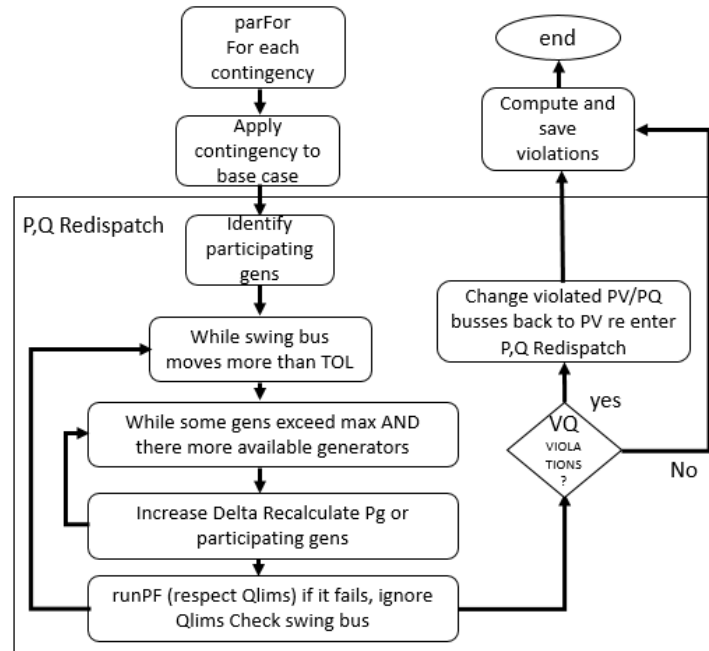 parFor
For each
contingency
Apply
contingency to
base case
P,Q Redispatch
Identify
participating
gens
While swing bus
moves more than TOL
While some gens exceed max AND
there more available generators
Increase Delta Recalculate Pg or
participating gens
runPF (respect Qlims) if it fails, ignore
Qlims Check swing bus
end
Compute and
save
violations
Change violated PV/PQ
busses back to PV re enter
P,Q Redispatch
yes
VQ
VIOLA
TIONS
?
No